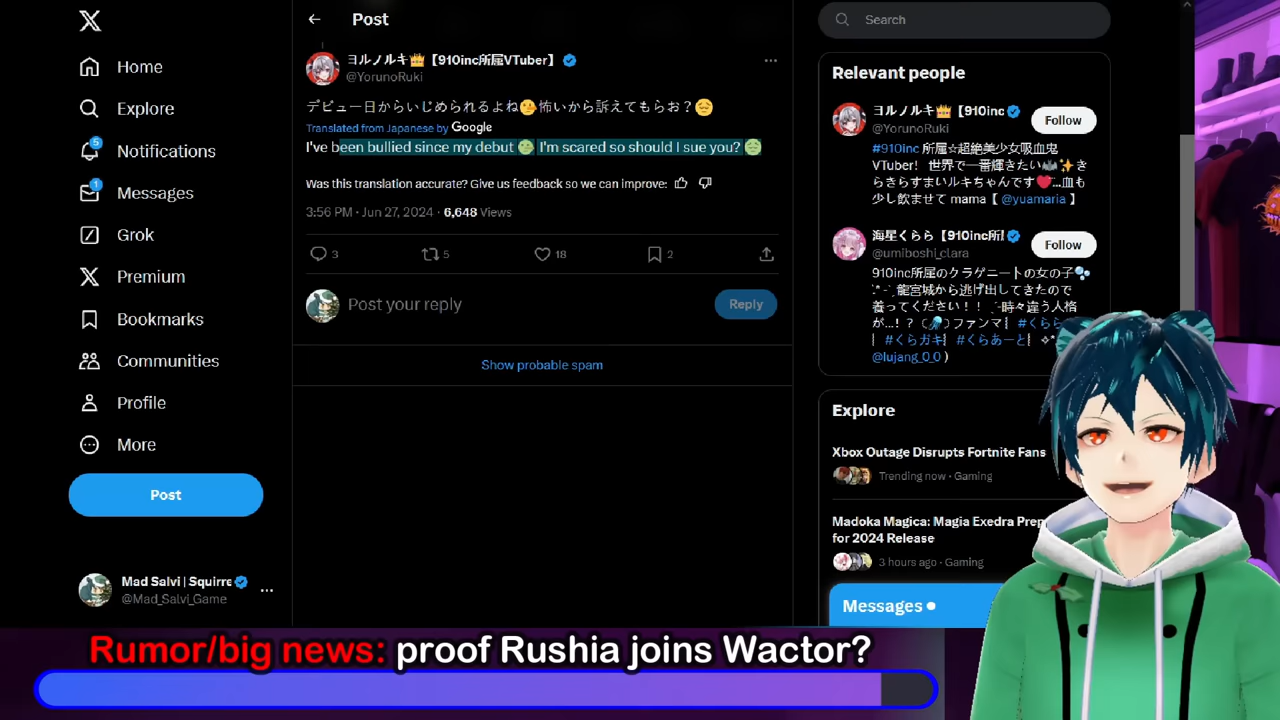 Home
Explore
5
Notifications
1
Messages
Grok
Premium
Bookmarks
Communities
Profile
More
Post
Mad Salvi | Squirre
@Mad_Salvi_Game
Post
ヨルノルキ👑【910inc所属VTuber】
@YorunoRuki
デビュー日からいじめられるよね🫠怖いから訴えてもらお？😔
Translated from Japanese by Google
I've been bullied since my debut I'm scared so should I sue you?
Was this translation accurate? Give us feedback so we can improve:
3:56 PM · Jun 27, 2024 · 6,648 Views
3 5 18 2
Post your reply
Reply
Show probable spam
Search
Relevant people
ヨルノルキ👑【910inc
@YorunoRuki
Follow
#910inc 所属☆超絶美少女吸血鬼
VTuber！ 世界で一番輝きたい🦇✨き
らきらすまいルキちゃんです❤️¨̮血も
少し飲ませて mama【 @yuamaria 】
海星くらら【910inc所
@umiboshi_clara
Follow
910inc所属のクラゲニートの女の子🫧
龍宮城から逃げ出してきたので
養ってください！！ 時々違う人格
が...！？ ファンマ┆ #くらら
┆ #くらガキ┆ #くらあーと┆
@lujang_0_0 )
Explore
Xbox Outage Disrupts Fortnite Fans
Trending now · Gaming
Madoka Magica: Magia Exedra Prep
for 2024 Release
3 hours ago · Gaming
Messages
Rumor/big news: proof Rushia joins Wactor?